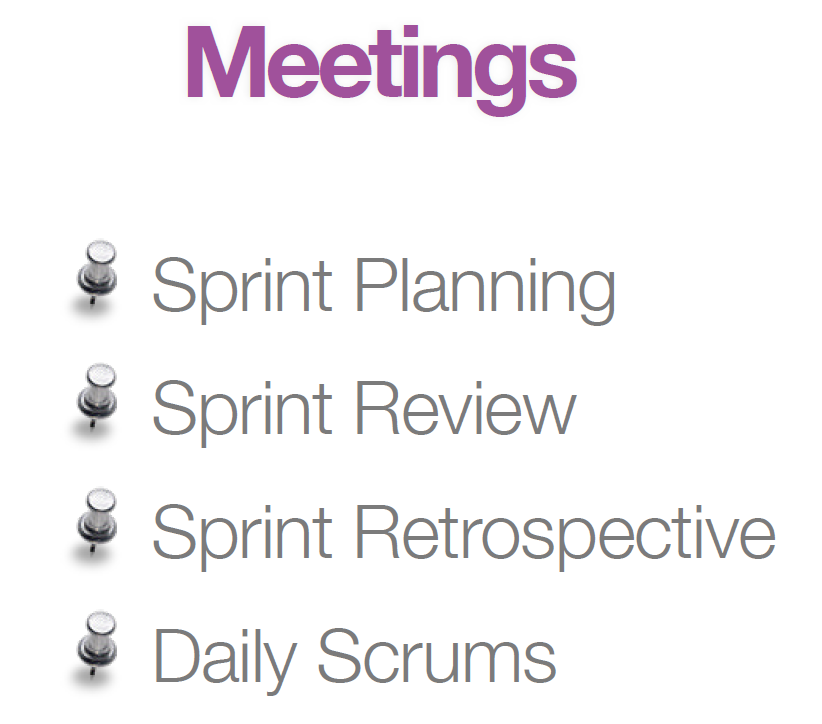 Meetings
Sprint Planning
Sprint Review
Sprint Retrospective
Daily Scrums